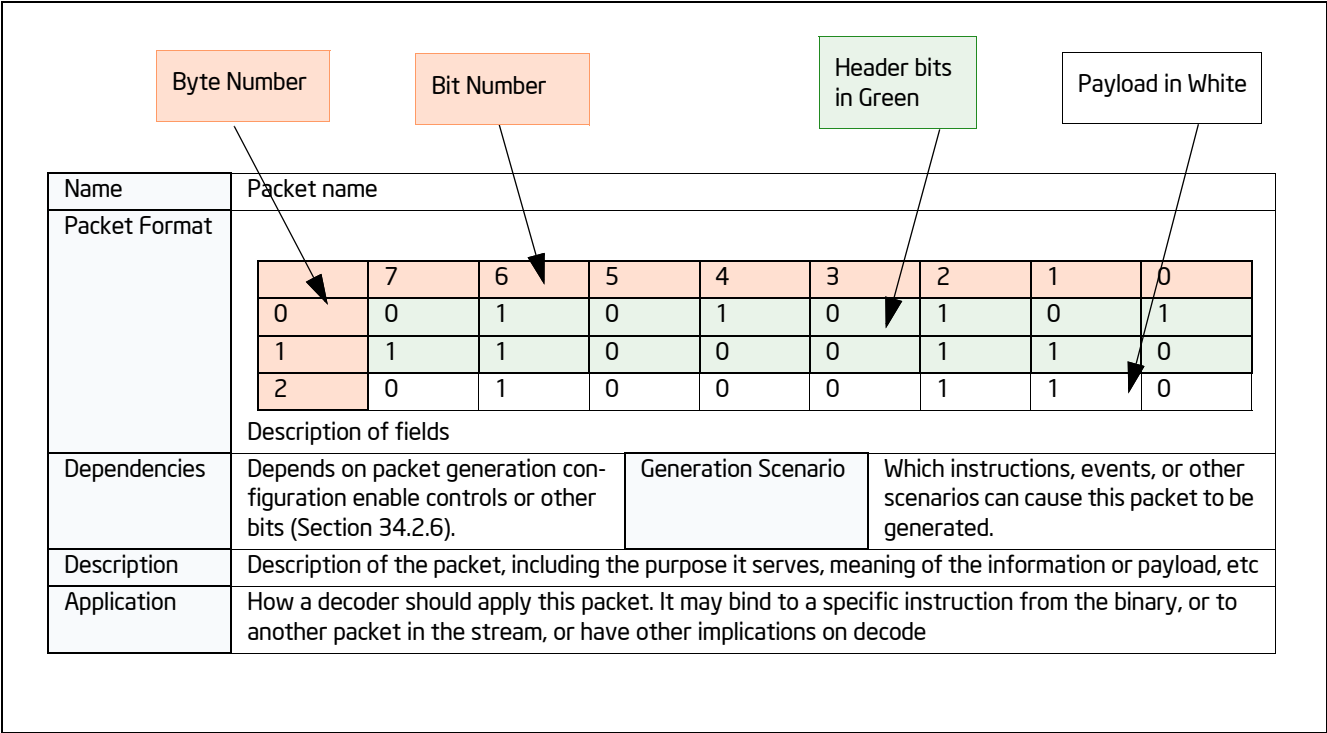 Byte Number
Bit Number
Header bits
in Green
Payload in White
Name Packet name
Packet Format
7 6 5 4 3 2 1 0
0 0 1 0 1 0 1 0 1
1 1 1 0 0 0 1 1 0
2 0 1 0 0 0 1 1 0
Description of fields
Dependencies
Depends on packet generation con-
figuration enable controls or other
bits (Section 34.2.6).
Generation Scenario
Which instructions, events, or other
scenarios can cause this packet to be
generated.
Description Description of the packet, including the purpose it serves, meaning of the information or payload, etc
Application How a decoder should apply this packet. It may bind to a specific instruction from the binary, or to
another packet in the stream, or have other implications on decode